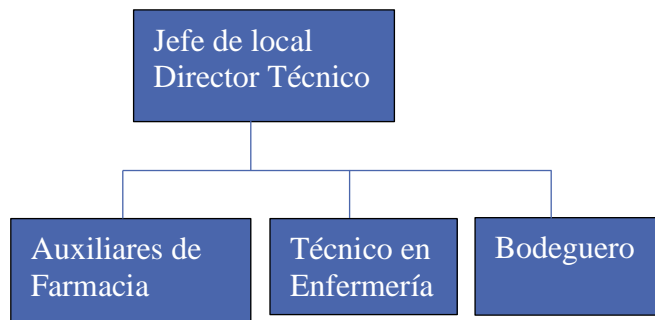 Jefe de local
Director Técnico
Auxiliares de
Farmacia
Técnico en
Enfermería
Bodeguero